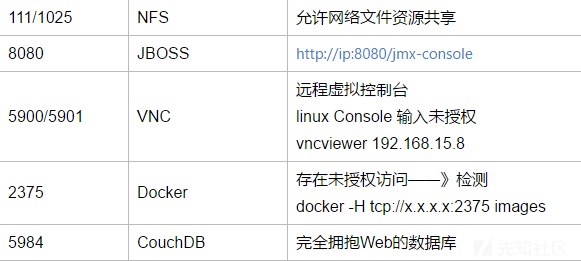 111/1025 NFS 允许网络文件资源共享
8080 JBOSS http://ip:8080/jmx-console
5900/5901 VNC 远程虚拟控制台
linux Console 输入未授权
vncviewer 192.168.15.8
2375 Docker 存在未授权访问——》检测
docker -H tcp://x.x.x.x:2375 images
5984 CouchDB 完全拥抱Web的数据库
先知社区